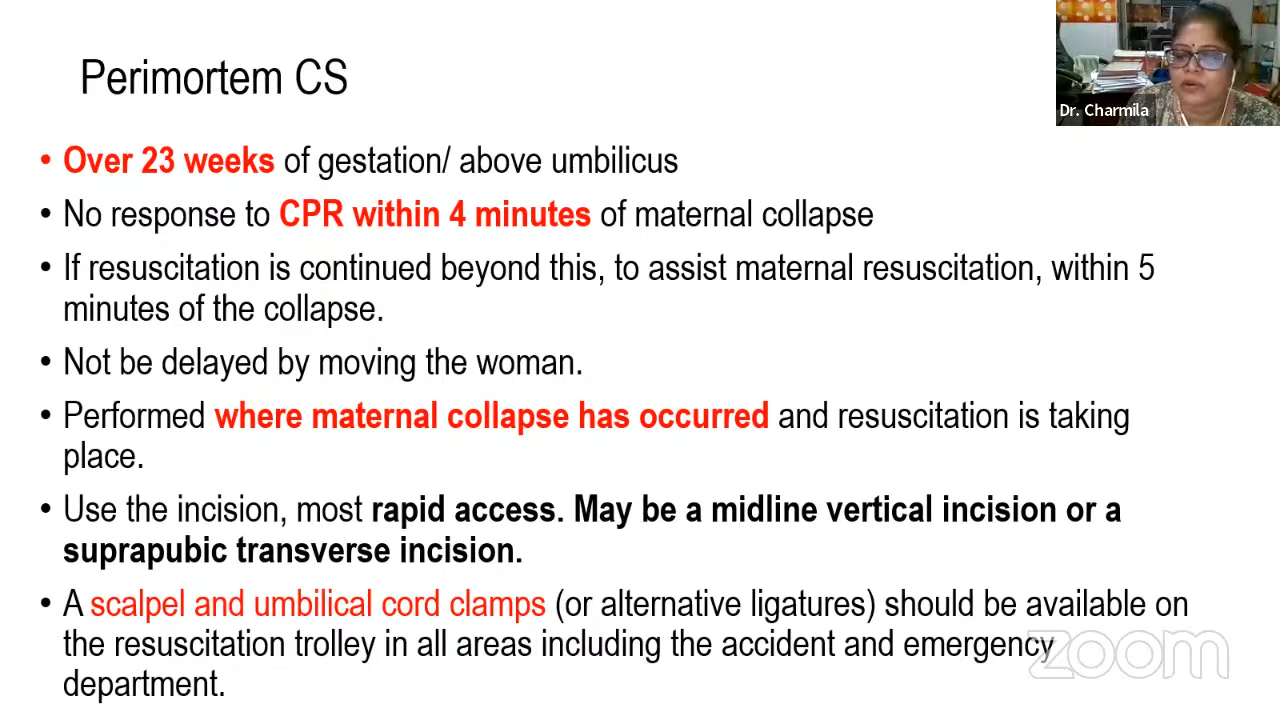 Perimortem CS
Dr. Charmila
• Over 23 weeks of gestation/ above umbilicus
• No response to CPR within 4 minutes of maternal collapse
• If resuscitation is continued beyond this, to assist maternal resuscitation, within 5
minutes of the collapse.
• Not be delayed by moving the woman.
• Performed where maternal collapse has occurred and resuscitation is taking
place.
• Use the incision, most rapid access. May be a midline vertical incision or a
suprapubic transverse incision.
• A scalpel and umbilical cord clamps (or alternative ligatures) should be available on
the resuscitation trolley in all areas including the accident and emergency
department.
zoom